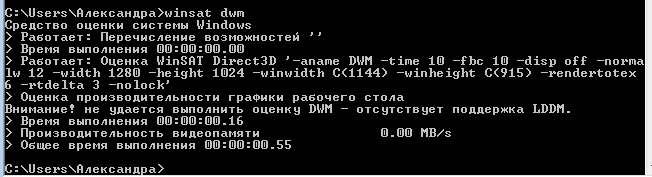 C:\Users\Александра>winsat dwm
Средство оценки системы Windows
> Работает: Перечисление возможностей ''
> Время выполнения 00:00:00.00
> Работает: Оценка WinSAT Direct3D '-aname DWM -time 10 -fbc 10 -disp off -norma
lw 12 -width 1280 -height 1024 -winwidth C(1144) -winheight C(915) -rendertotex
6 -rtdelta 3 -nolock'
> Оценка производительности графики рабочего стола
Внимание! не удается выполнить оценку DWM - отсутствует поддержка LDDM.
> Время выполнения 00:00:00.16
> Производительность видеопамяти 0.00 MB/s
> Общее время выполнения 00:00:00.55
C:\Users\Александра>